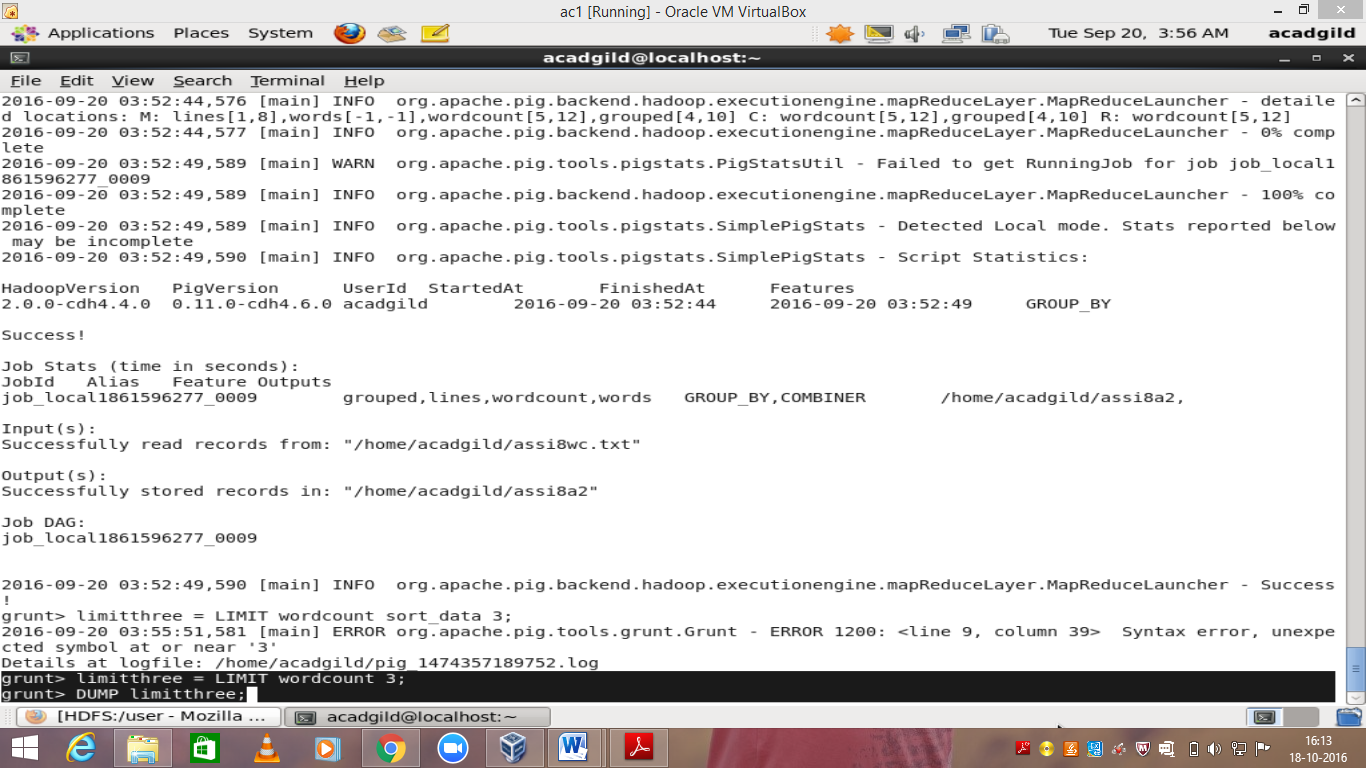 ac1 [Running] - Oracle VM VirtualBox
Applications Places System Tue Sep 20, 3:56 AM acadgild
acadgild@localhost:~
File Edit View Search Terminal Help
2016-09-20 03:52:44,576 [main] INFO  org.apache.pig.backend.hadoop.executionengine.mapReduceLayer.MapReduceLauncher - detaile
d locations: M: lines[1,8],words[-1,-1],wordcount[5,12],grouped[4,10] C: wordcount[5,12],grouped[4,10] R: wordcount[5,12]
2016-09-20 03:52:44,577 [main] INFO  org.apache.pig.backend.hadoop.executionengine.mapReduceLayer.MapReduceLauncher - 0% comp
lete
2016-09-20 03:52:49,589 [main] WARN  org.apache.pig.tools.pigstats.PigStatsUtil - Failed to get RunningJob for job job_local1
861596277_0009
2016-09-20 03:52:49,589 [main] INFO  org.apache.pig.backend.hadoop.executionengine.mapReduceLayer.MapReduceLauncher - 100% co
mplete
2016-09-20 03:52:49,589 [main] INFO  org.apache.pig.tools.pigstats.SimplePigStats - Detected Local mode. Stats reported below
 may be incomplete
2016-09-20 03:52:49,590 [main] INFO  org.apache.pig.tools.pigstats.SimplePigStats - Script Statistics:
HadoopVersion PigVersion UserId StartedAt FinishedAt Features
2.0.0-cdh4.4.0 0.11.0-cdh4.6.0 acadgild 2016-09-20 03:52:44 2016-09-20 03:52:49 GROUP_BY
Success!
Job Stats (time in seconds):
JobId Alias Feature Outputs
job_local1861596277_0009 grouped,lines,wordcount,words GROUP_BY,COMBINER /home/acadgild/assi8a2,
Input(s):
Successfully read records from: "/home/acadgild/assi8wc.txt"
Output(s):
Successfully stored records in: "/home/acadgild/assi8a2"
Job DAG:
job_local1861596277_0009
2016-09-20 03:52:49,590 [main] INFO  org.apache.pig.backend.hadoop.executionengine.mapReduceLayer.MapReduceLauncher - Success
!
grunt> limitthree = LIMIT wordcount sort_data 3;
2016-09-20 03:55:51,581 [main] ERROR org.apache.pig.tools.grunt.Grunt - ERROR 1200: <line 9, column 39>  Syntax error, unexpe
cted symbol at or near '3'
Details at logfile: /home/acadgild/pig_1474357189752.log
grunt> limitthree = LIMIT wordcount 3;
grunt> DUMP limitthree;
[HDFS:/user - Mozilla ... acadgild@localhost:~
16:13
18-10-2016